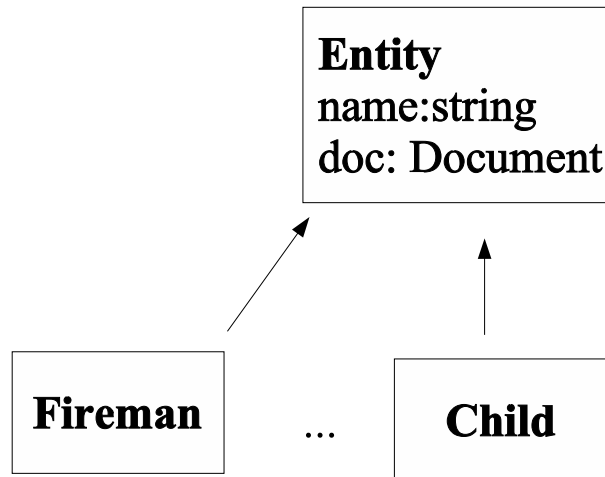 Entity
name:string
doc: Document
Fireman
...
Child